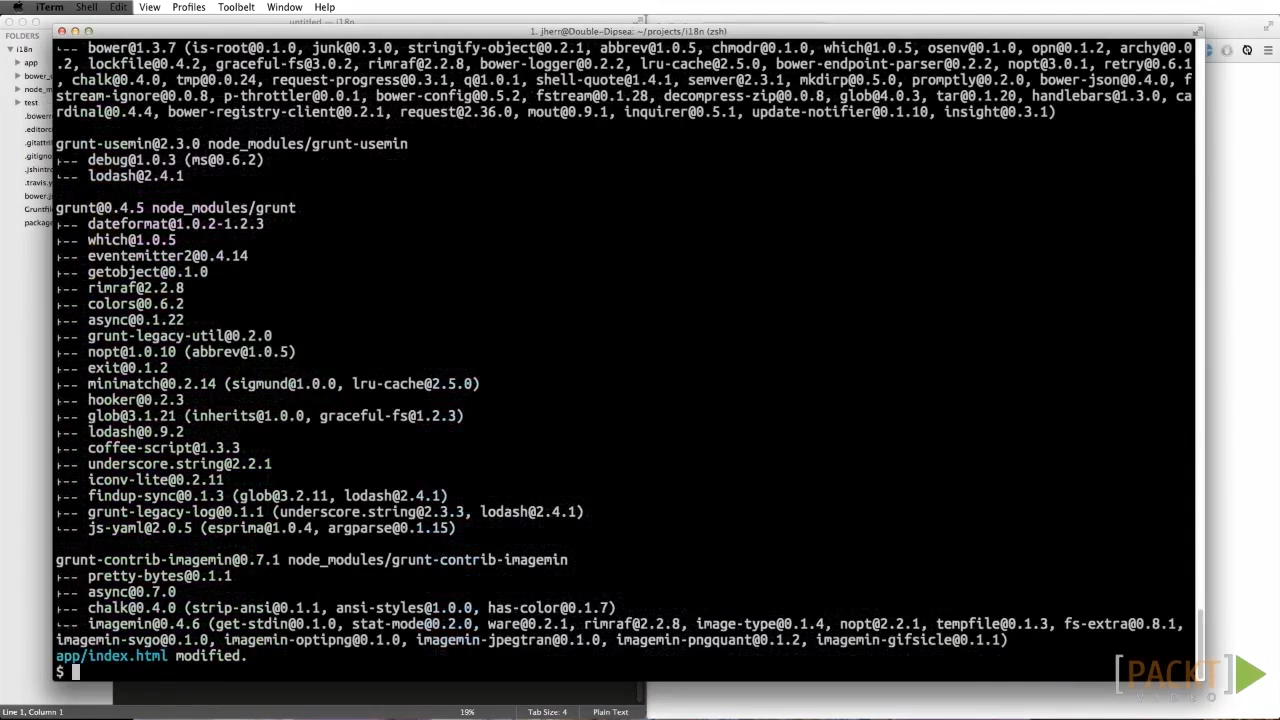 iTerm Shell Edit View Profiles Toolbelt Window Help
untitled — i18n
1. jherr@Double-Dipsea: ~/projects/i18n (zsh)
FOLDERS
i18n
app
bower_c
node_m
test
.bowerr
.editorc
.gitattri
.gitigno
.jshintrc
.travis.y
bower.js
Gruntfile
package
bower@1.3.7 (is-root@0.1.0, junk@0.3.0, stringify-object@0.2.1, abbrev@1.0.5, chmodr@0.1.0, which@1.0.5, osenv@0.1.0, opn@0.1.2, archy@0.0
.2, lockfile@0.4.2, graceful-fs@3.0.2, rimraf@2.2.8, bower-logger@0.2.2, lru-cache@2.5.0, bower-endpoint-parser@0.2.2, nopt@3.0.1, retry@0.6.1
, chalk@0.4.0, tmp@0.0.24, request-progress@0.3.1, q@1.0.1, shell-quote@1.4.1, semver@2.3.1, mkdirp@0.5.0, promptly@0.2.0, bower-json@0.4.0, f
stream-ignore@0.0.8, p-throttler@0.0.1, bower-config@0.5.2, fstream@0.1.28, decompress-zip@0.0.8, glob@4.0.3, tar@0.1.20, handlebars@1.3.0, ca
rdinal@0.4.4, bower-registry-client@0.2.1, request@2.36.0, mout@0.9.1, inquirer@0.5.1, update-notifier@0.1.10, insight@0.3.1)
grunt-usemin@2.3.0 node_modules/grunt-usemin
├── debug@1.0.3 (ms@0.6.2)
└── lodash@2.4.1
grunt@0.4.5 node_modules/grunt
├── dateformat@1.0.2-1.2.3
├── which@1.0.5
├── eventemitter2@0.4.14
├── getobject@0.1.0
├── rimraf@2.2.8
├── colors@0.6.2
├── async@0.1.22
├── grunt-legacy-util@0.2.0
├── nopt@1.0.10 (abbrev@1.0.5)
├── exit@0.1.2
├── minimatch@0.2.14 (sigmund@1.0.0, lru-cache@2.5.0)
├── hooker@0.2.3
├── glob@3.1.21 (inherits@1.0.0, graceful-fs@1.2.3)
├── lodash@0.9.2
├── coffee-script@1.3.3
├── underscore.string@2.2.1
├── iconv-lite@0.2.11
├── findup-sync@0.1.3 (glob@3.2.11, lodash@2.4.1)
├── grunt-legacy-log@0.1.1 (underscore.string@2.3.3, lodash@2.4.1)
└── js-yaml@2.0.5 (esprima@1.0.4, argparse@0.1.15)
grunt-contrib-imagemin@0.7.1 node_modules/grunt-contrib-imagemin
├── pretty-bytes@0.1.1
├── async@0.7.0
├── chalk@0.4.0 (strip-ansi@0.1.1, ansi-styles@1.0.0, has-color@0.1.7)
└── imagemin@0.4.6 (get-stdin@0.1.0, stat-mode@0.2.0, ware@0.2.1, rimraf@2.2.8, image-type@0.1.4, nopt@2.2.1, tempfile@0.1.3, fs-extra@0.8.1,
imagemin-svgo@0.1.0, imagemin-optipng@0.1.0, imagemin-jpegtran@0.1.0, imagemin-pngquant@0.1.2, imagemin-gifsicle@0.1.1)
app/index.html modified.
$
[PACKT]
VIDEO
Line 1, Column 1 19% Tab Size: 4 Plain Text